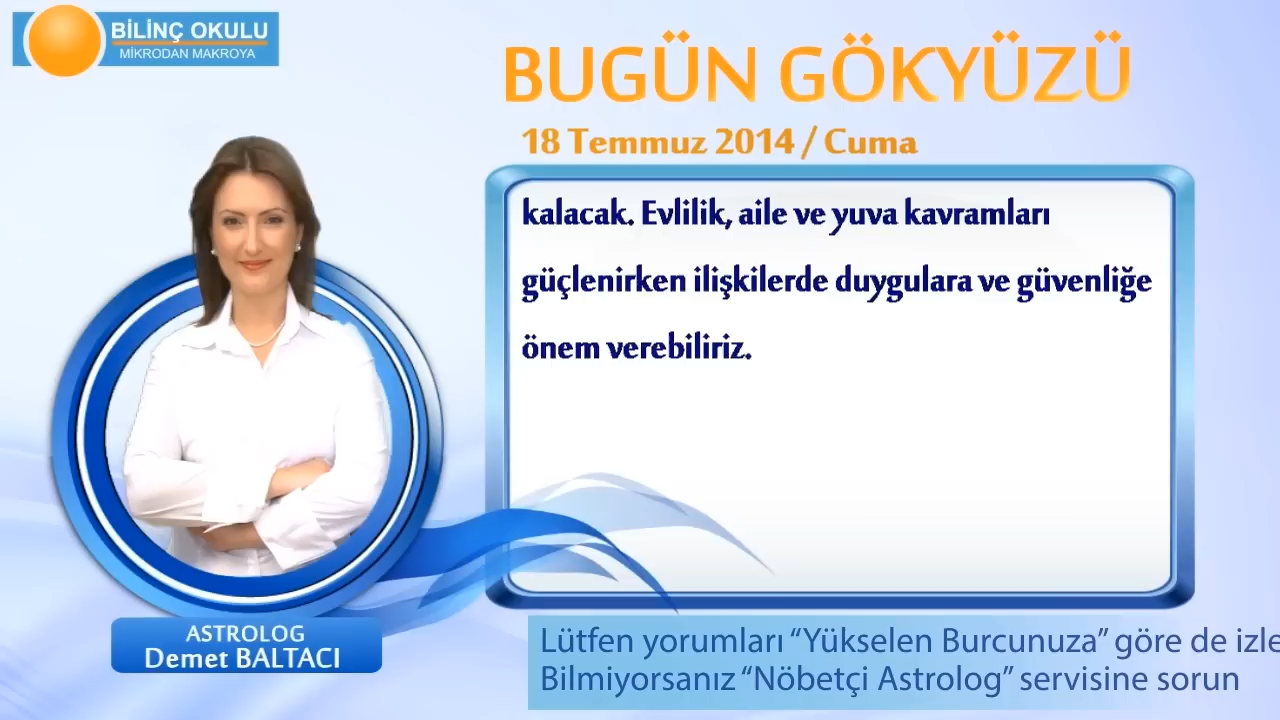 BİLİNÇ OKULU
MİKRODAN MAKROYA
BUGÜN GÖKYÜZÜ
18 Temmuz 2014 / Cuma
kalacak. Evlilik, aile ve yuva kavramları
güçlenirken ilişkilerde duygulara ve güvenliğe
önem verebiliriz.
ASTROLOG
Demet BALTACI
Lütfen yorumları “Yükselen Burcunuza” göre de izle
Bilmiyorsanız “Nöbetçi Astrolog” servisine sorun